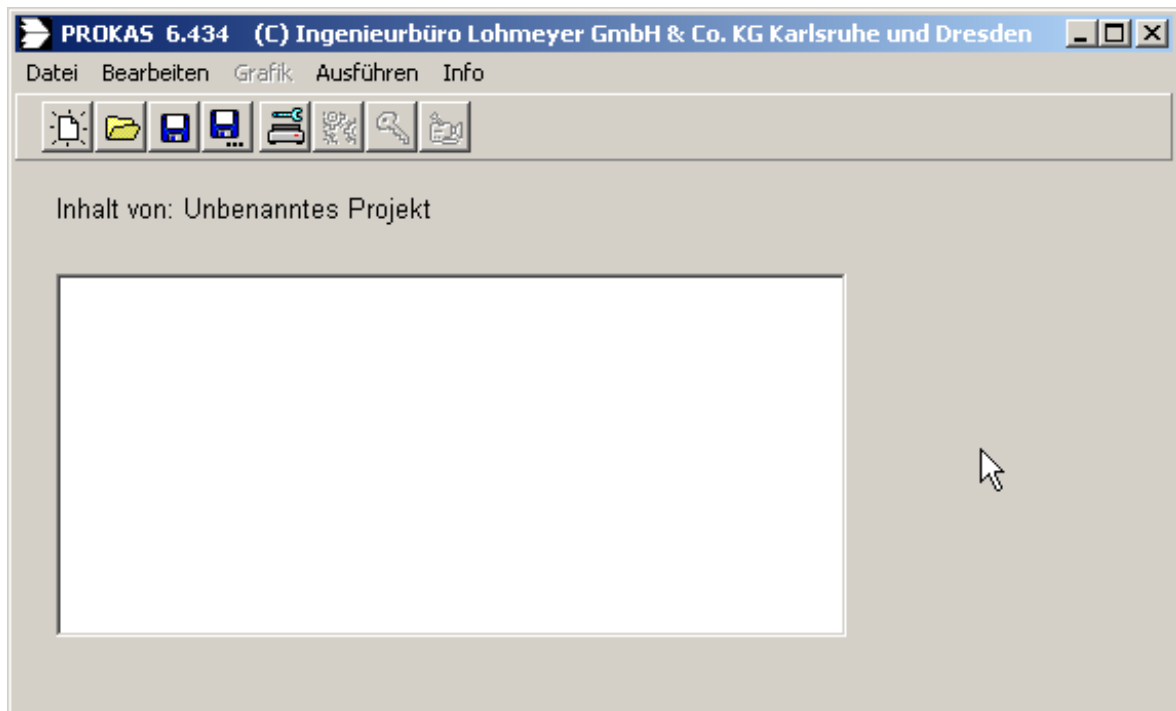 PROKAS 6.434 (C) Ingenieurbüro Lohmeyer GmbH & Co. KG Karlsruhe und Dresden
Datei Bearbeiten Grafik Ausführen Info
Inhalt von: Unbenanntes Projekt